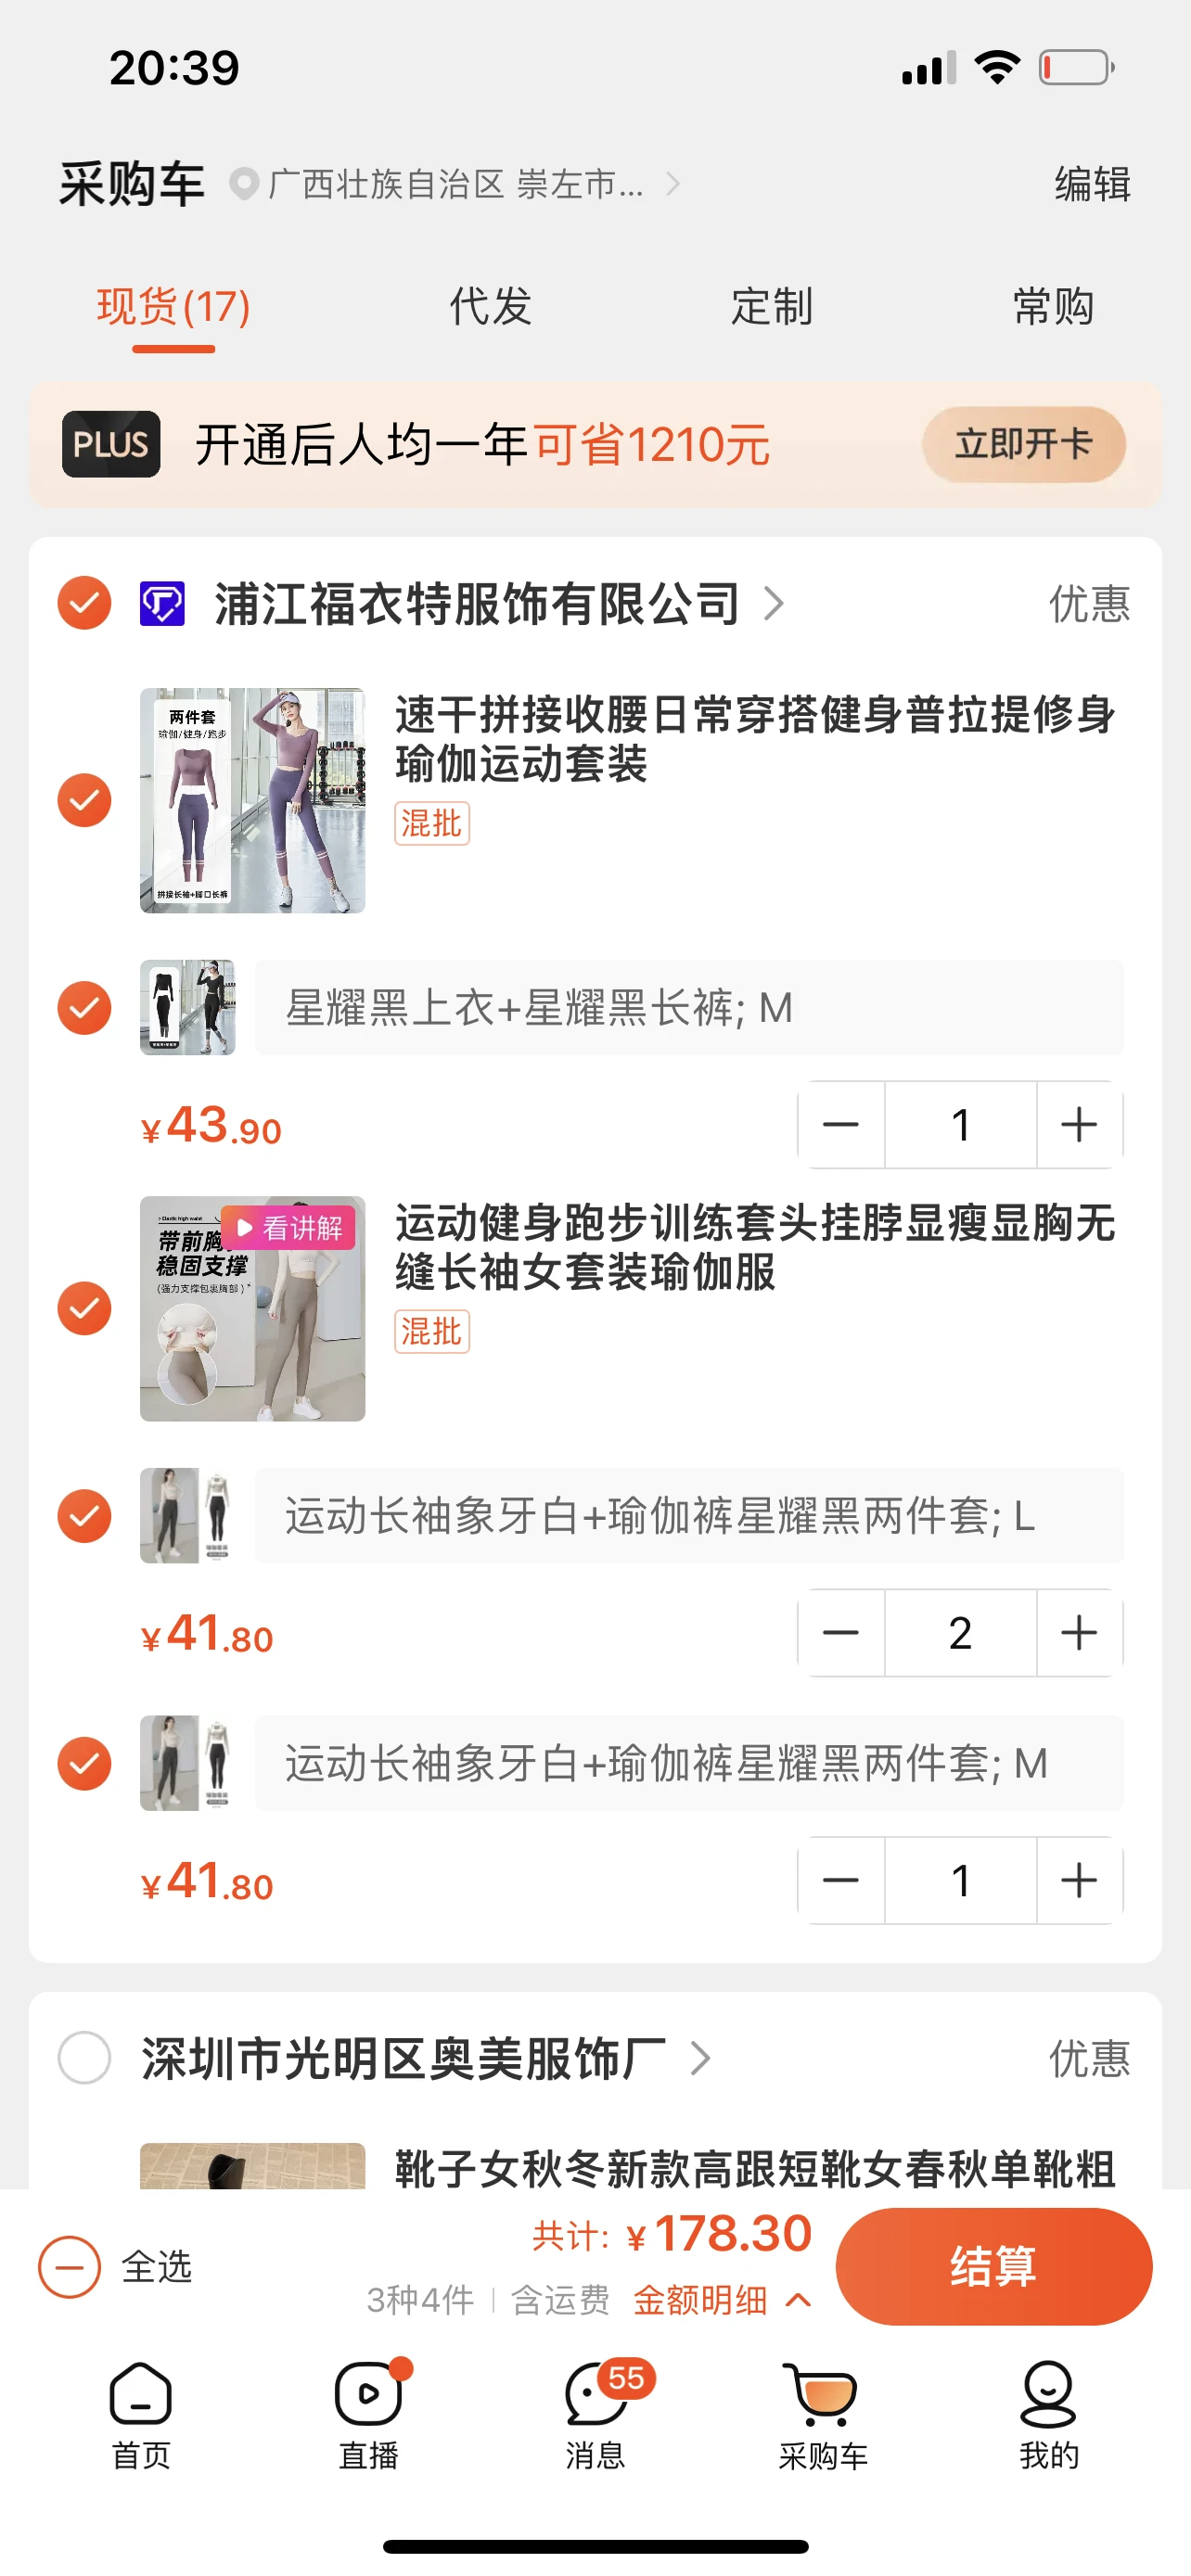 20:39
采购车 广西壮族自治区 崇左市... 编辑
现货(17) 代发 定制 常购
PLUS 开通后人均一年可省1210元 立即开卡
浦江福衣特服饰有限公司 优惠
两件套
瑜伽/健身/跑步
拼接长袖+脚口长裤
速干拼接收腰日常穿搭健身普拉提修身
瑜伽运动套装
混批
星耀黑上衣+星耀黑长裤; M
¥43.90 1
看讲解
带前胸
稳固支撑
(强力支撑包裹胸部)
运动健身跑步训练套头挂脖显瘦显胸无
缝长袖女套装瑜伽服
混批
运动长袖象牙白+瑜伽裤星耀黑两件套; L
¥41.80 2
运动长袖象牙白+瑜伽裤星耀黑两件套; M
¥41.80 1
深圳市光明区奥美服饰厂 优惠
靴子女秋冬新款高跟短靴女春秋单靴粗
全选 共计: ¥178.30 结算
3种4件 含运费 金额明细
55
首页 直播 消息 采购车 我的